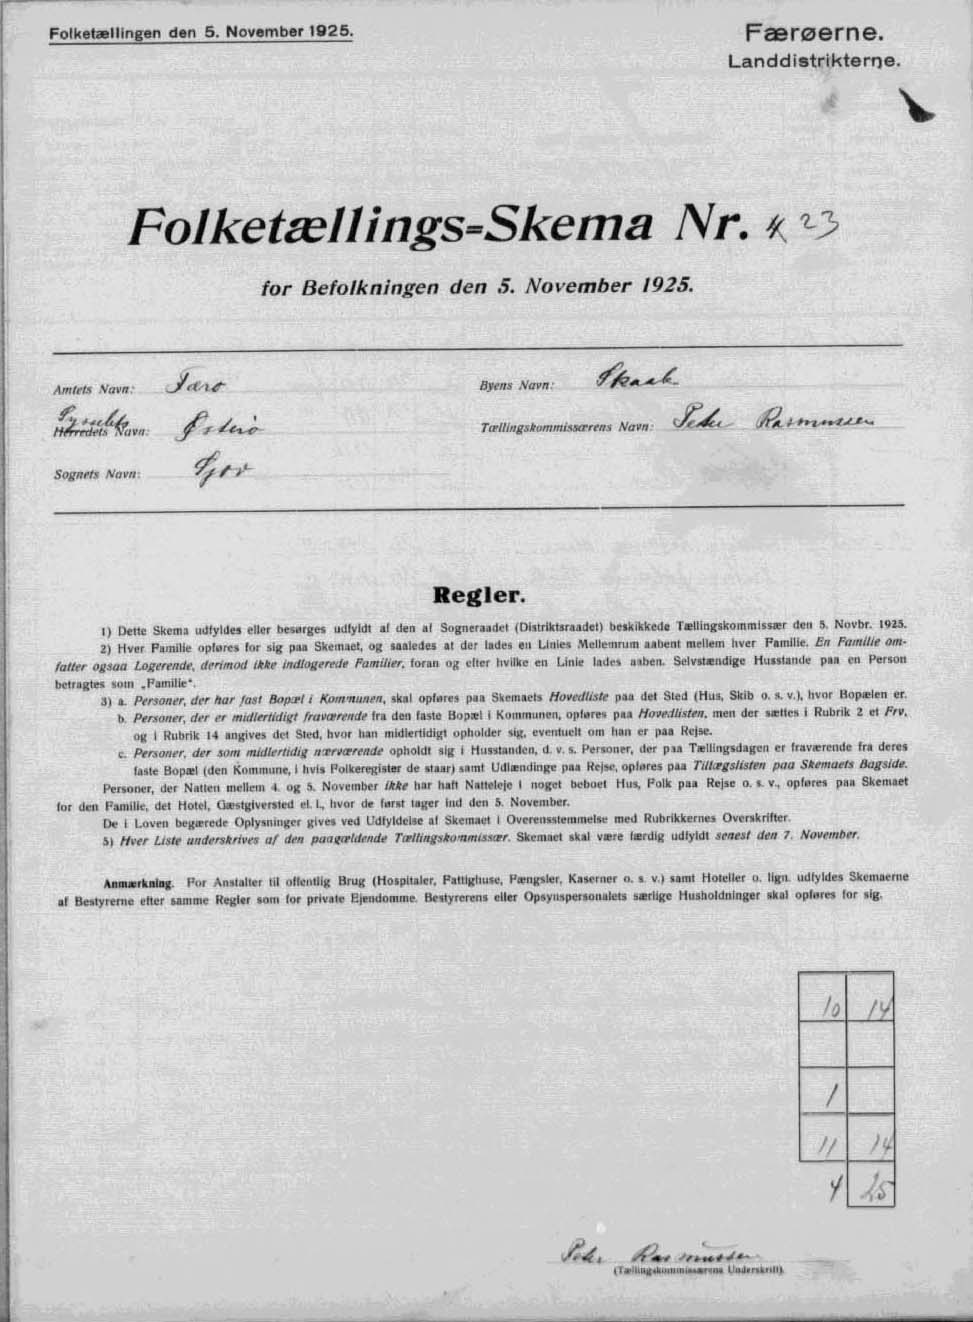 Folketællingen den 5. November 1925.
Færøerne.
Landdistrikterne.
Folketællings=Skema Nr. 23
for Befolkningen den 5. November 1925.
Amtets Navn: Færø
Byens Navn: Skaale
Syssels
Herredets Navn: Østerø
Tællingskommissærens Navn: Peter Rasmussen
Sognets Navn: Gjov
Regler.
1) Dette Skema udfyldes eller besørges udfyldt af den af Sogneraadet (Distriktsraadet) beskikkede Tællingskommissær den 5. Novbr. 1925.
2) Hver Familie opføres for sig paa Skemaet, og saaledes at der lades en Linies Mellemrum aabent mellem hver Familie. En Familie om-
fatter ogsaa Logerende, derimod ikke indlogerede Familier, foran og efter hvilke en Linie lades aaben. Selvstændige Husstande paa en Person
betragtes som „Familie“.
3) a. Personer, der har fast Bopæl i Kommunen, skal opføres paa Skemaets Hovedliste paa det Sted (Hus, Skib o. s. v.), hvor Bopælen er.
b. Personer, der er midlertidigt fraværende fra den faste Bopæl i Kommunen, opføres paa Hovedlisten, men der sættes i Rubrik 2 et Frv,
og i Rubrik 14 angives det Sted, hvor han midlertidigt opholder sig, eventuelt om han er paa Rejse.
c. Personer, der som midlertidig nærværende opholdt sig i Husstanden, d. v. s. Personer, der paa Tællingsdagen er fraværende fra deres
faste Bopæl (den Kommune, i hvis Folkeregister de staar) samt Udlændinge paa Rejse, opføres paa Tillægslisten paa Skemaets Bagside.
Personer, der Natten mellem 4. og 5. November ikke har haft Natteleje i noget beboet Hus, Folk paa Rejse o. s. v., opføres paa Skemaet
for den Familie, det Hotel, Gæstgiversted el. l., hvor de først tager ind den 5. November.
De i Loven begærede Oplysninger gives ved Udfyldelse af Skemaet i Overensstemmelse med Rubrikkernes Overskrifter.
5) Hver Liste underskrives af den paagældende Tællingskommissær. Skemaet skal være færdig udfyldt senest den 7. November.
Anmærkning. For Anstalter til offentlig Brug (Hospitaler, Fattighuse, Fængsler, Kaserner o. s. v.) samt Hoteller o. lign. udfyldes Skemaerne
af Bestyrerne efter samme Regler som for private Ejendomme. Bestyrerens eller Opsynspersonalets særlige Husholdninger skal opføres for sig.
10 14
1
11 14
4 25
Peter Rasmussen
(Tællingskommissærens Underskrift).